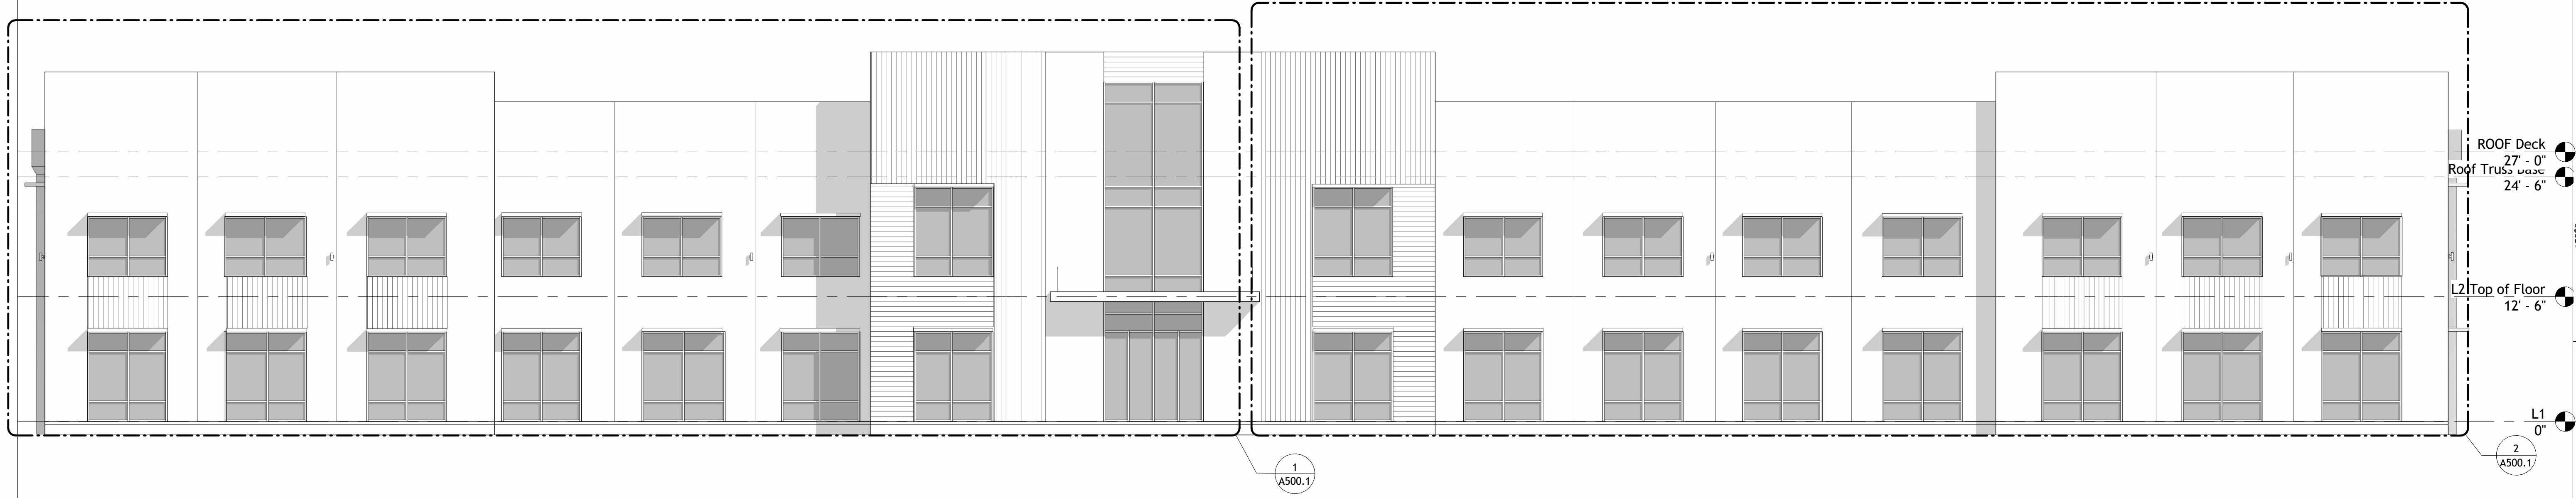 ROOF Deck
27' - 0"
Roof Truss Base
24' - 6"
L2 Top of Floor
12' - 6"
L1
0"
1
A500.1
2
A500.1